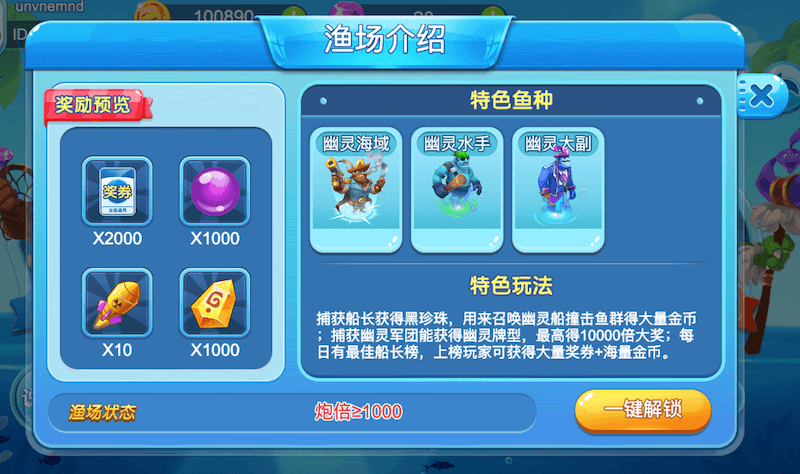 unvnemnd
100890
ID
渔场介绍
奖励预览
特色鱼种
幽灵海域
幽灵水手
幽灵大副
奖券
X2000
X1000
X10
X1000
特色玩法
捕获船长获得黑珍珠，用来召唤幽灵船撞击鱼群得大量金币
；捕获幽灵军团能获得幽灵牌型，最高得10000倍大奖；每
日有最佳船长榜，上榜玩家可获得大量奖券+海量金币。
渔场状态
炮倍≥1000
一键解锁